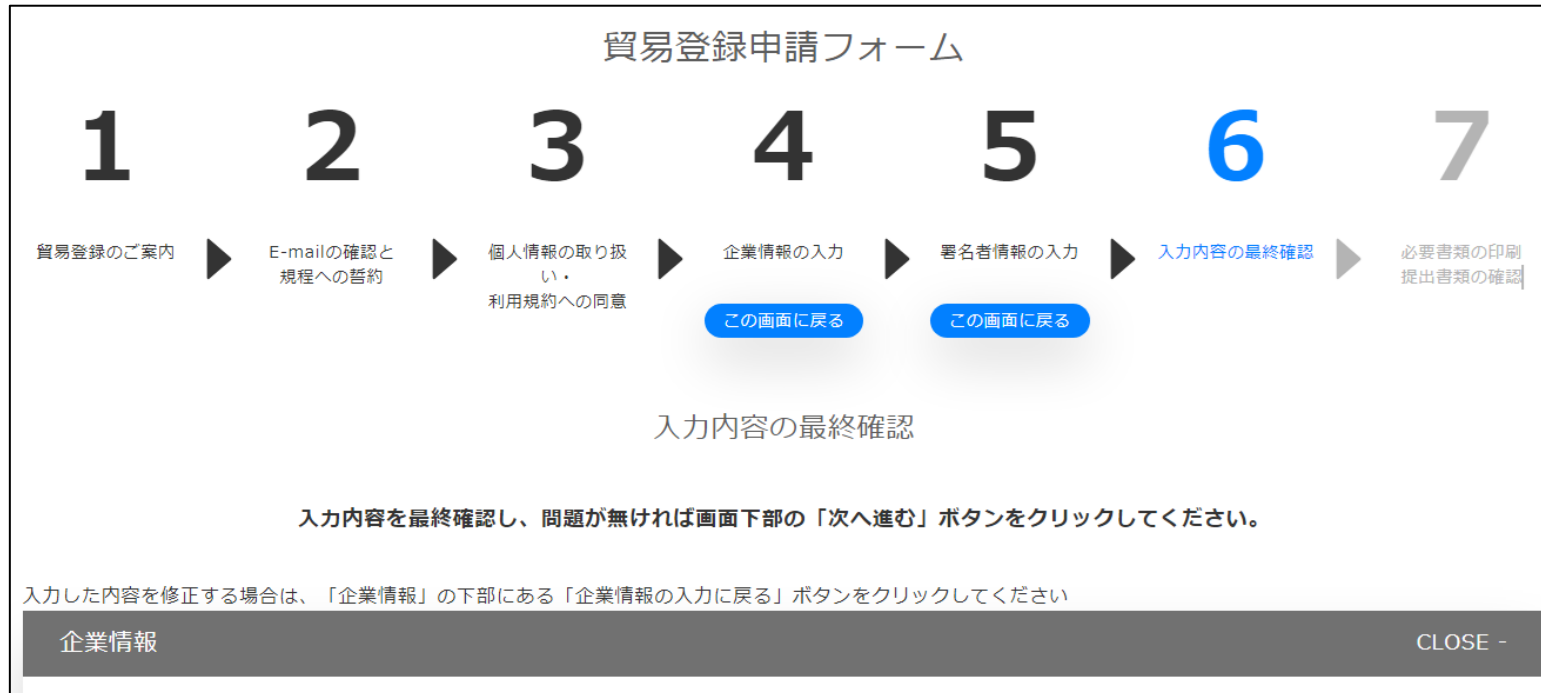 貿易登録申請フォーム
1 2 3 4 5 6 7
貿易登録のご案内
E-mailの確認と
規程への誓約
個人情報の取り扱
い・
利用規約への同意
企業情報の入力
この画面に戻る
署名者情報の入力
この画面に戻る
入力内容の最終確認
必要書類の印刷
提出書類の確認
入力内容の最終確認
入力内容を最終確認し、問題が無ければ画面下部の「次へ進む」ボタンをクリックしてください。
入力した内容を修正する場合は、「企業情報」の下部にある「企業情報の入力に戻る」ボタンをクリックしてください
企業情報 CLOSE -